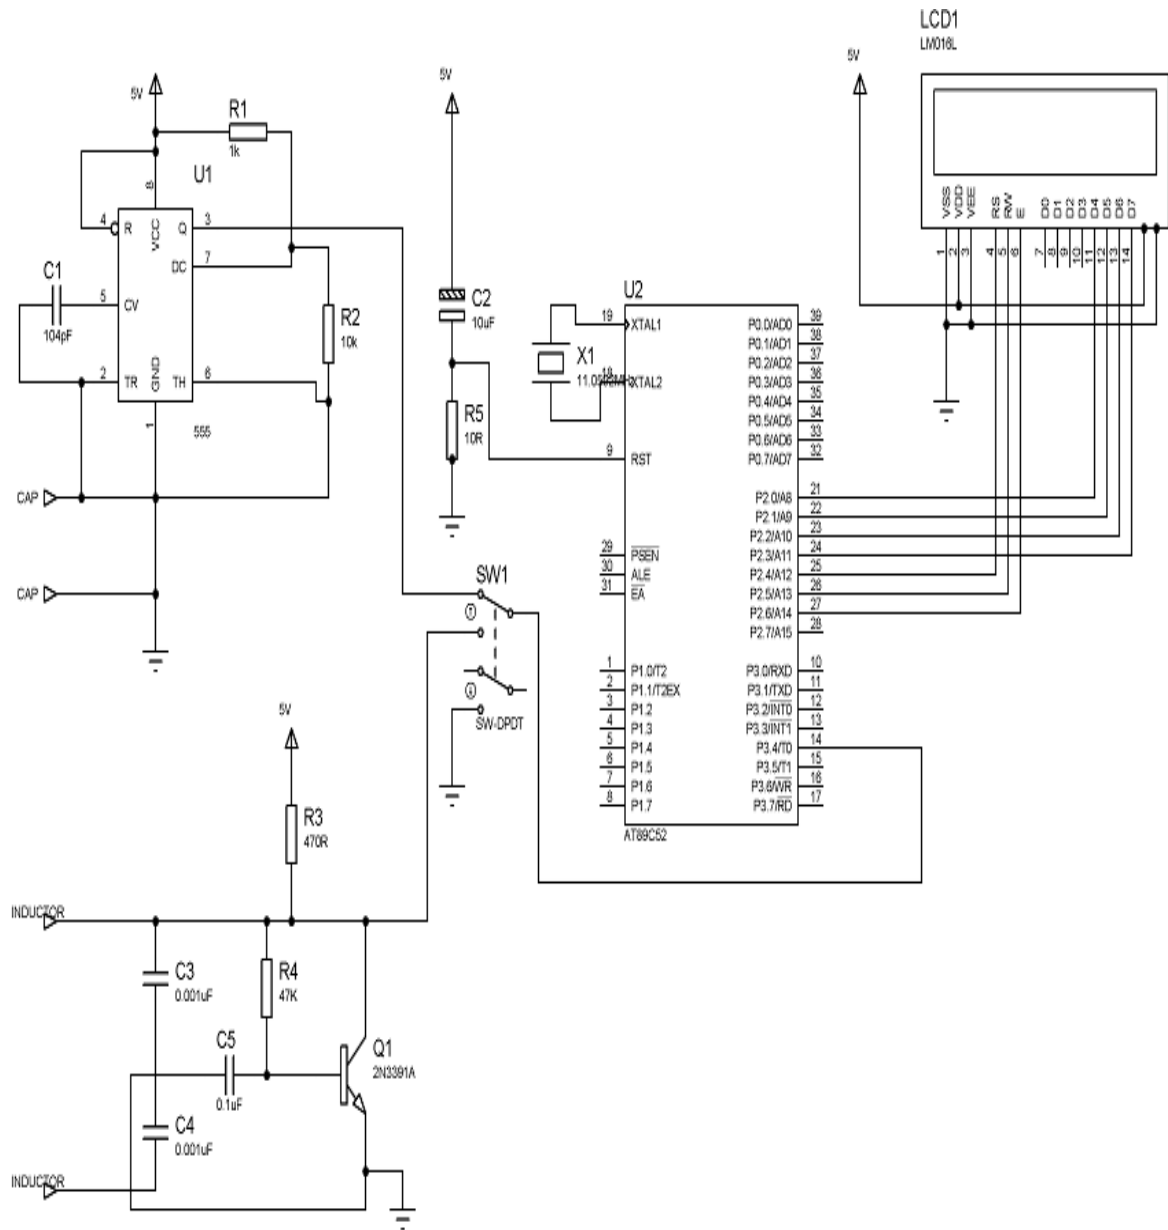 LCD1
LM016L
5V
5V
5V
R1
1k
U1
8
4
R
VCC
Q
3
DC
7
C1
104pF
5
CV
2
TR
GND
TH
6
1
555
R2
10k
CAP
CAP
C2
10uF
R5
10R
X1
11.0592MHz
U2
19
XTAL1
18
XTAL2
9
RST
29
PSEN
30
ALE
31
EA
1
P1.0/T2
2
P1.1/T2EX
3
P1.2
4
P1.3
5
P1.4
6
P1.5
7
P1.6
8
P1.7
P0.0/AD0
39
P0.1/AD1
38
P0.2/AD2
37
P0.3/AD3
36
P0.4/AD4
35
P0.5/AD5
34
P0.6/AD6
33
P0.7/AD7
32
P2.0/A8
21
P2.1/A9
22
P2.2/A10
23
P2.3/A11
24
P2.4/A12
25
P2.5/A13
26
P2.6/A14
27
P2.7/A15
28
P3.0/RXD
10
P3.1/TXD
11
P3.2/INT0
12
P3.3/INT1
13
P3.4/T0
14
P3.5/T1
15
P3.6/WR
16
P3.7/RD
17
AT89C52
VSS
VDD
VEE
RS
RW
E
D0
D1
D2
D3
D4
D5
D6
D7
1
2
3
4
5
6
7
8
9
10
11
12
13
14
SW1
SW-DPDT
5V
R3
470R
INDUCTOR
C3
0.001uF
R4
47K
C5
0.1uF
Q1
2N3391A
C4
0.001uF
INDUCTOR